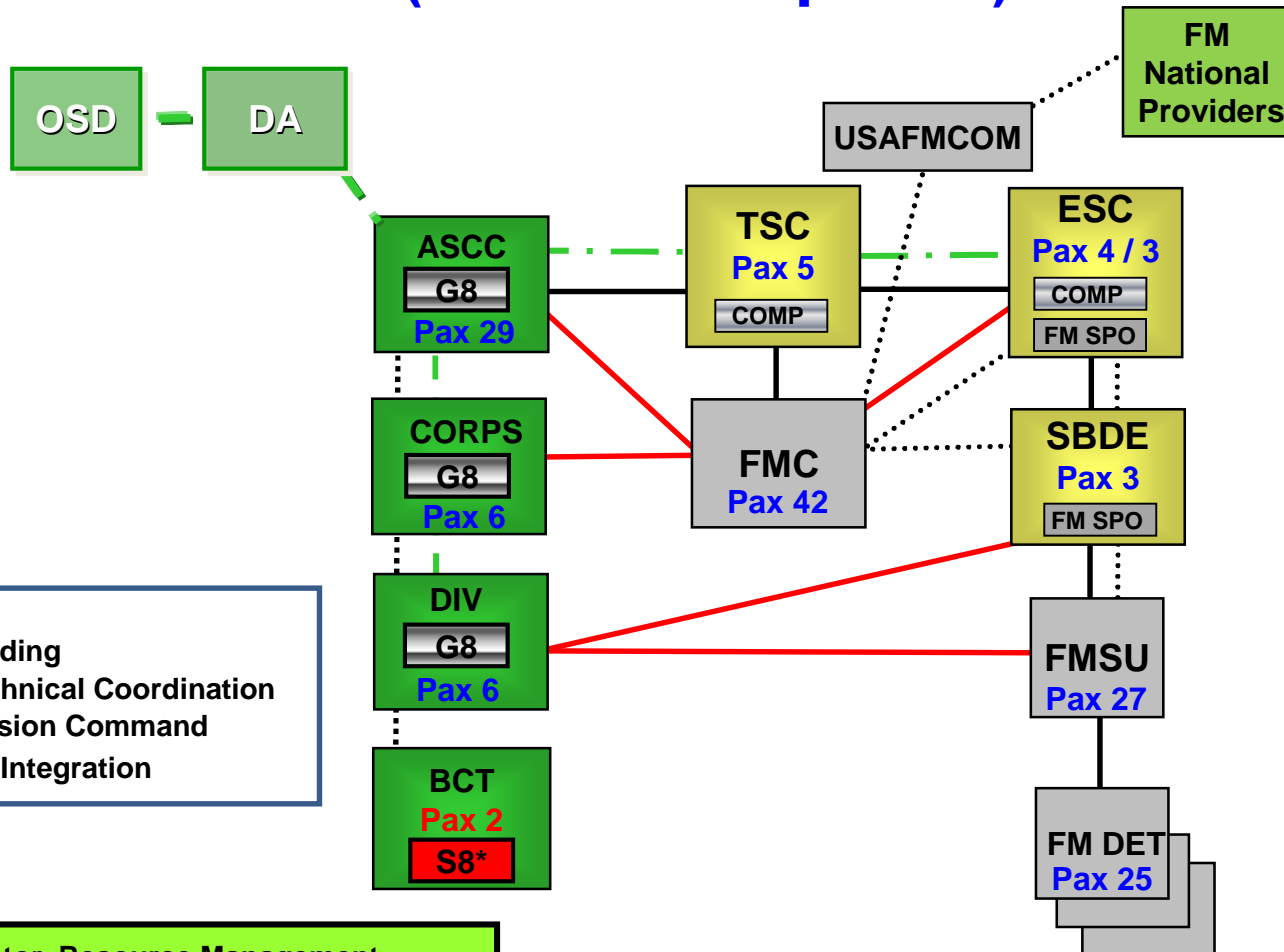 FM
National
Providers
OSD
DA
USAFMCOM
ASCC
G8
Pax 29
TSC
Pax 5
COMP
ESC
Pax 4 / 3
COMP
FM SPO
CORPS
G8
Pax 6
FMC
Pax 42
SBDE
Pax 3
FM SPO
DIV
G8
Pax 6
FMSU
Pax 27
ding
chnical Coordination
sion Command
Integration
BCT
Pax 2
S8*
FM DET
Pax 25
Resource Management